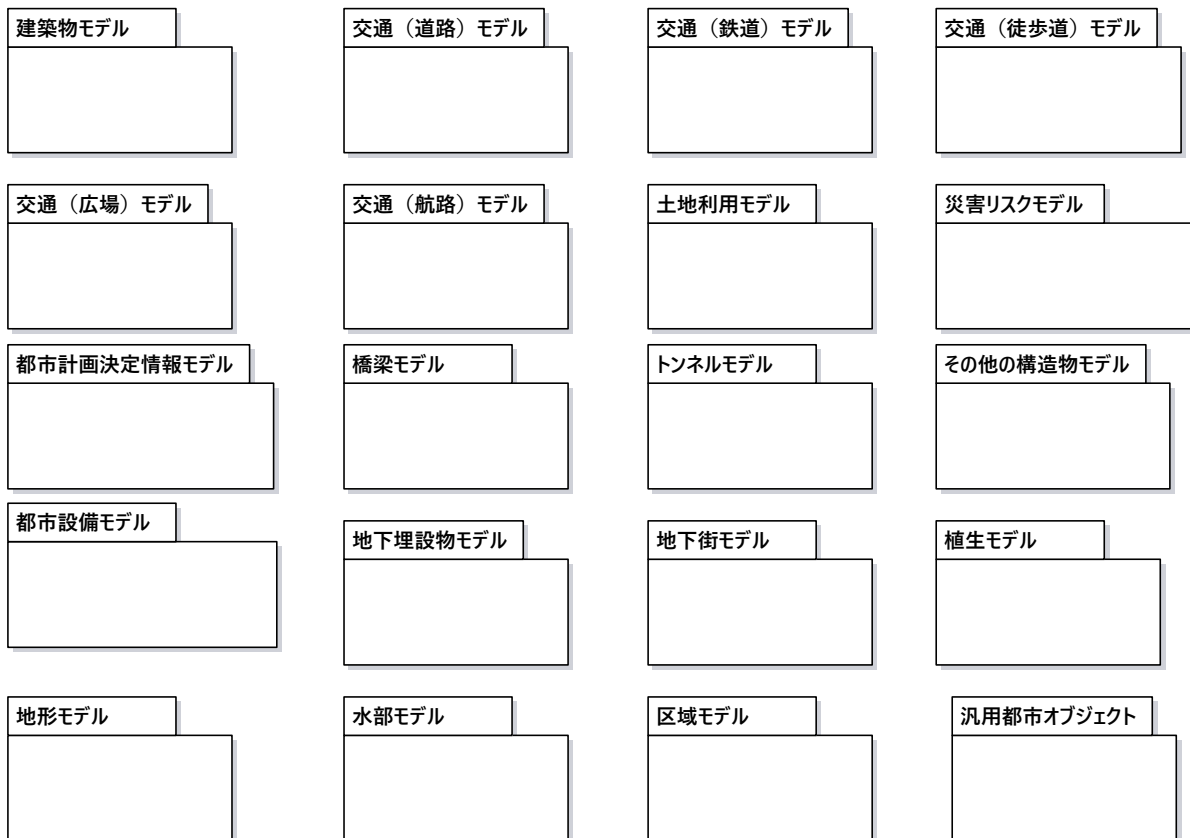 建築物モデル
交通（道路）モデル
交通（鉄道）モデル
交通（徒歩道）モデル
交通（広場）モデル
交通（航路）モデル
土地利用モデル
災害リスクモデル
都市計画決定情報モデル
橋梁モデル
トンネルモデル
その他の構造物モデル
都市設備モデル
地下埋設物モデル
地下街モデル
植生モデル
地形モデル
水部モデル
区域モデル
汎用都市オブジェクト